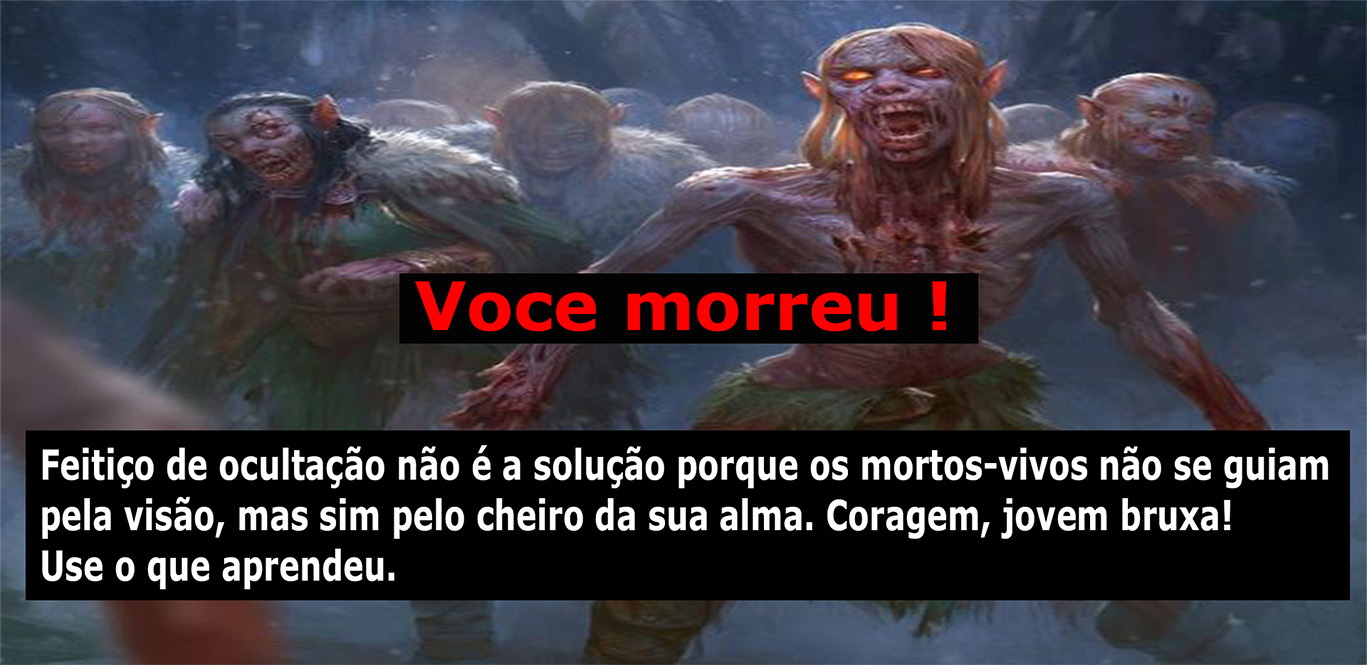 Voce morreu !
Feitiço de ocultação não é a solução porque os mortos-vivos não se guiam
pela visão, mas sim pelo cheiro da sua alma. Coragem, jovem bruxa!
Use o que aprendeu.